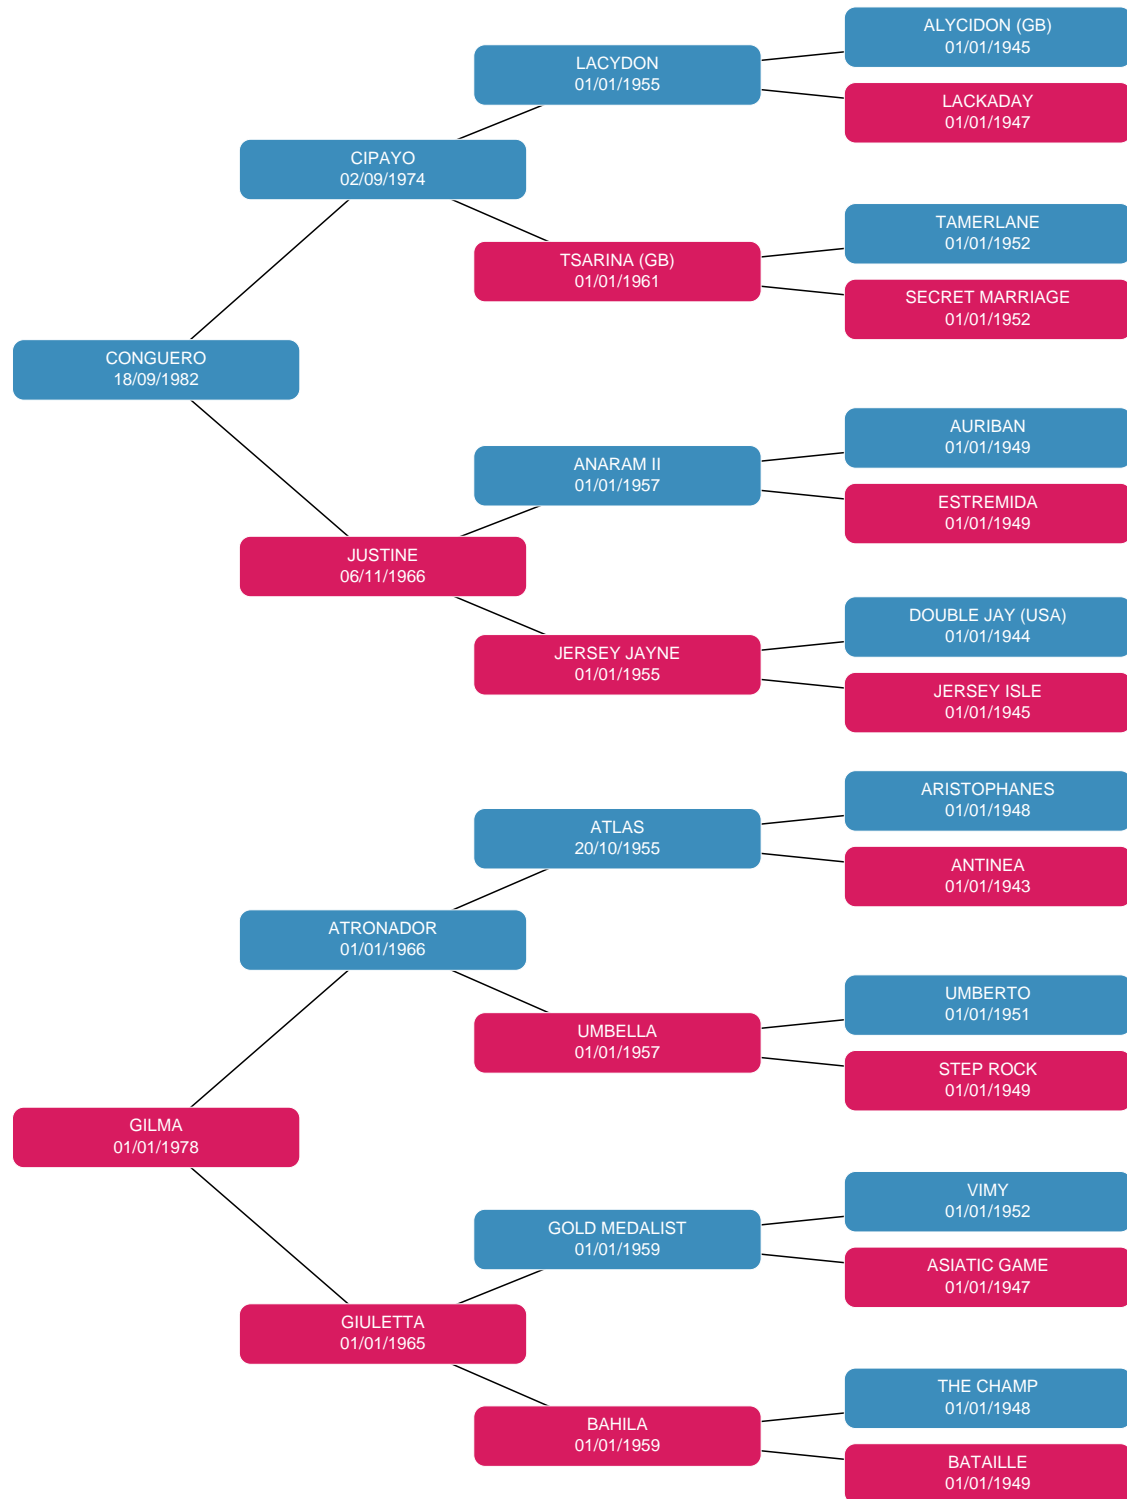 ALYCIDON (GB)
01/01/1945
LACYDON
01/01/1955
LACKADAY
01/01/1947
CIPAYO
02/09/1974
TAMERLANE
01/01/1952
TSARINA (GB)
01/01/1961
SECRET MARRIAGE
01/01/1952
CONGUERO
18/09/1982
AURIBAN
01/01/1949
ANARAM II
01/01/1957
ESTREMIDA
01/01/1949
JUSTINE
06/11/1966
DOUBLE JAY (USA)
01/01/1944
JERSEY JAYNE
01/01/1955
JERSEY ISLE
01/01/1945
ARISTOPHANES
01/01/1948
ATLAS
20/10/1955
ANTINEA
01/01/1943
ATRONADOR
01/01/1966
UMBERTO
01/01/1951
UMBELLA
01/01/1957
STEP ROCK
01/01/1949
GILMA
01/01/1978
VIMY
01/01/1952
GOLD MEDALIST
01/01/1959
ASIATIC GAME
01/01/1947
GIULETTA
01/01/1965
THE CHAMP
01/01/1948
BAHILA
01/01/1959
BATAILLE
01/01/1949